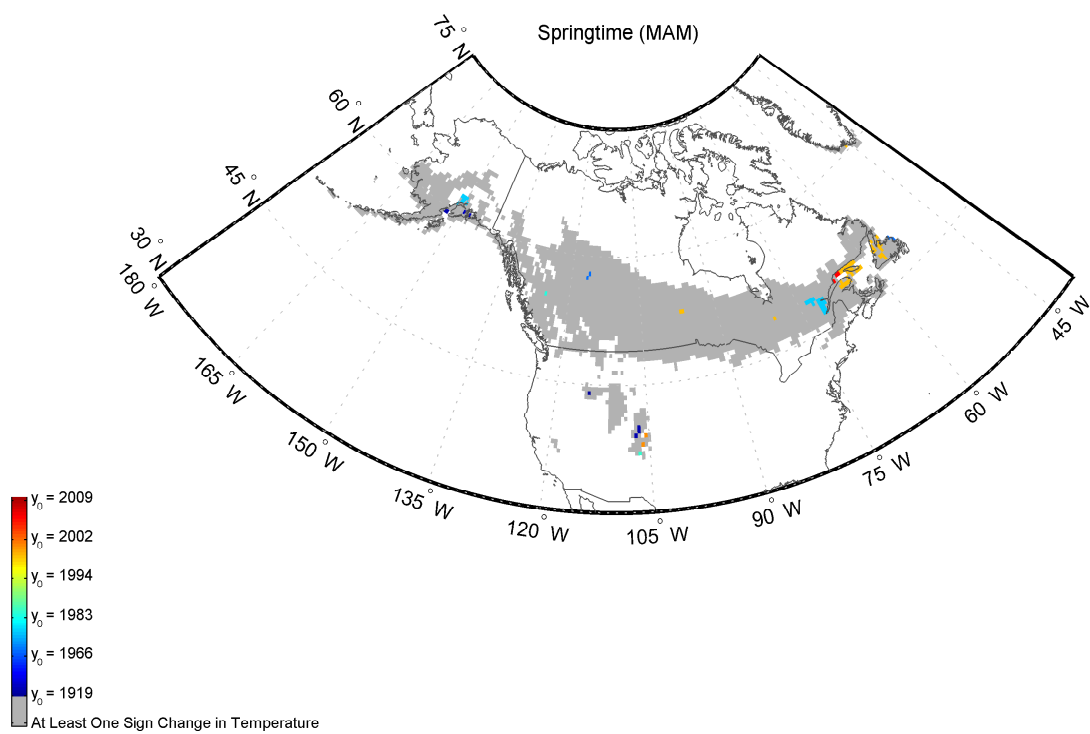 Springtime (MAM)
75° N
60° N
45° N
30° N
180° W
165° W
150° W
135° W
120° W
105° W
90° W
75° W
60° W
45° W
y₀ = 2009
y₀ = 2002
y₀ = 1994
y₀ = 1983
y₀ = 1966
y₀ = 1919
At Least One Sign Change in Temperature